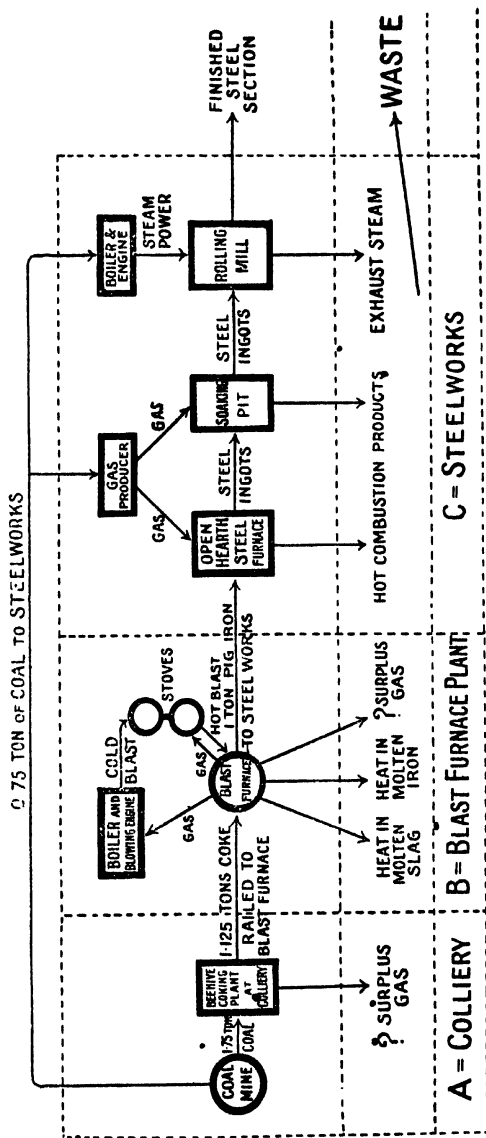 0.75 TON OF COAL TO STEELWORKS
COAL
MINE
1·75 TONS
COAL
BEEHIVE
COKING
PLANT
AT
COLLIERY
1·125 TONS COKE
RAILED TO
BLAST FURNACE
BOILER AND
BLOWING ENGINE
COLD
BLAST
STOVES
GAS
GAS
HOT BLAST
BLAST
FURNACE
1 TON PIG IRON
TO STEEL WORKS
GAS
PRODUCER
GAS
GAS
OPEN
HEARTH
STEEL
FURNACE
STEEL
INGOTS
SOAKING
PIT
STEEL
INGOTS
BOILER &
ENGINE
STEAM
POWER
ROLLING
MILL
FINISHED
STEEL
SECTION
? SURPLUS
GAS
HEAT IN
MOLTEN
SLAG
HEAT IN
MOLTEN
IRON
? SURPLUS
GAS
HOT COMBUSTION PRODUCTS
EXHAUST STEAM
WASTE
A = COLLIERY
B = BLAST FURNACE PLANT
C = STEELWORKS